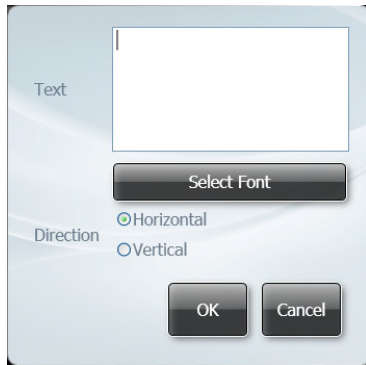 Text
Select Font
Direction
Horizontal
Vertical
OK
Cancel